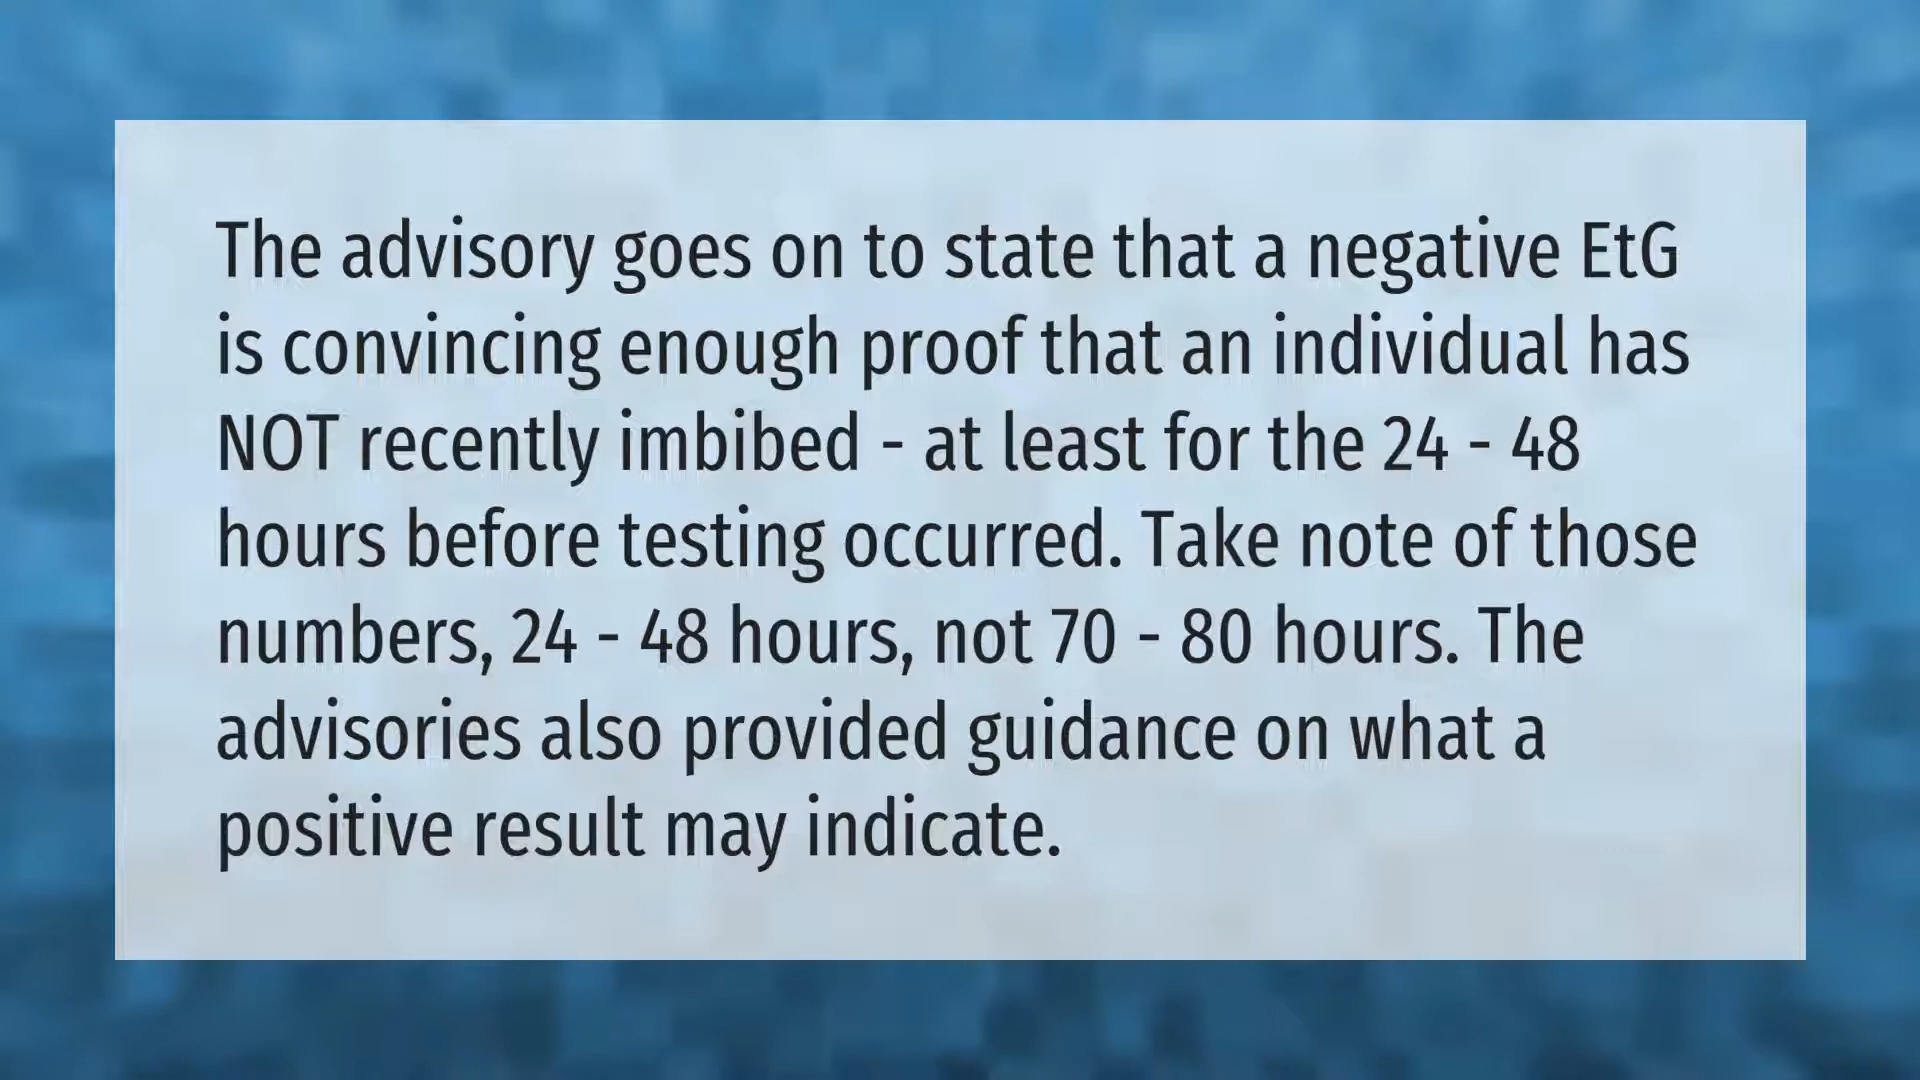 The advisory goes on to state that a negative EtG
is convincing enough proof that an individual has
NOT recently imbibed - at least for the 24 - 48
hours before testing occurred. Take note of those
numbers, 24 - 48 hours, not 70 - 80 hours. The
advisories also provided guidance on what a
positive result may indicate.